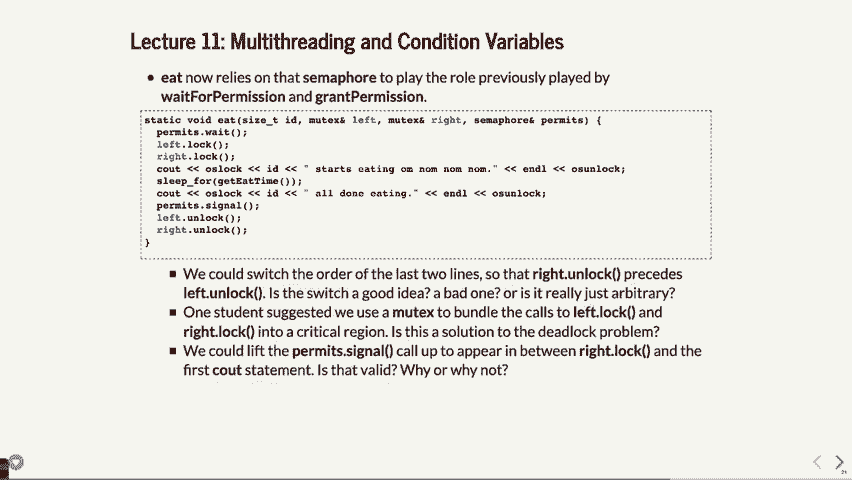 Lecture 11: Multithreading and Condition Variables
• eat now relies on that semaphore to play the role previously played by
waitForPermission and grantPermission.
static void eat(size_t id, mutex& left, mutex& right, semaphore& permits) {
permits.wait();
left.lock();
right.lock();
cout << oslock << id << " starts eating om nom nom nom." << endl << osunlock;
sleep_for(getEatTime());
cout << oslock << id << " all done eating." << endl << osunlock;
permits.signal();
left.unlock();
right.unlock();
}
▪ We could switch the order of the last two lines, so that right.unlock() precedes
left.unlock(). Is the switch a good idea? a bad one? or is it really just arbitrary?
▪ One student suggested we use a mutex to bundle the calls to left.lock() and
right.lock() into a critical region. Is this a solution to the deadlock problem?
▪ We could lift the permits.signal() call up to appear in between right.lock() and the
first cout statement. Is that valid? Why or why not?